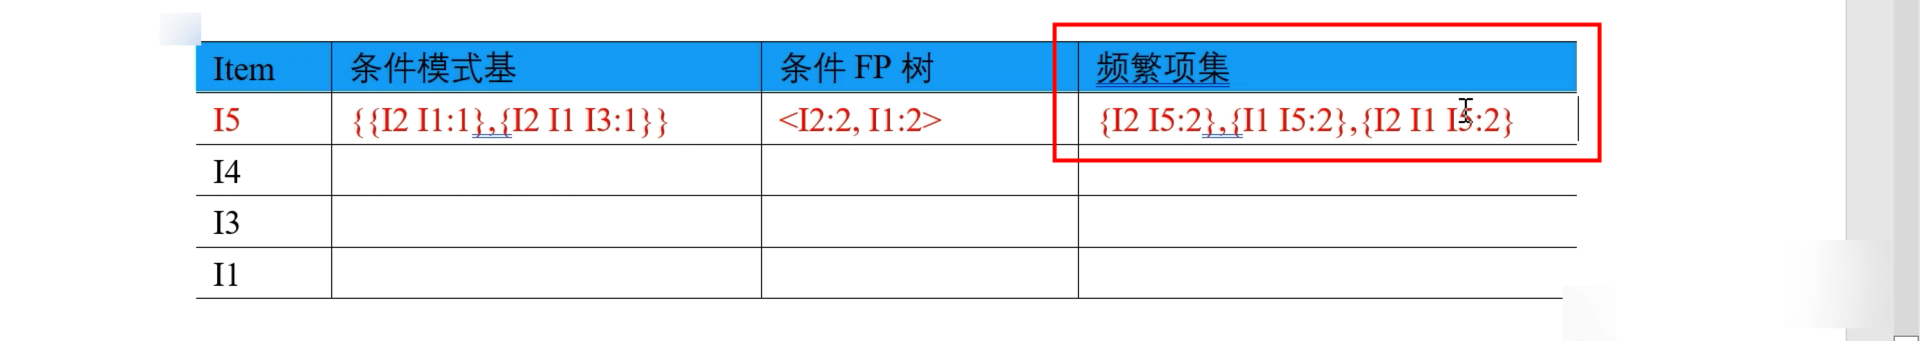 Item 条件模式基 条件 FP 树 频繁项集
I5 {{I2 I1:1},{I2 I1 I3:1}} <I2:2, I1:2> {I2 I5:2},{I1 I5:2},{I2 I1 I5:2}
I4
I3
I1